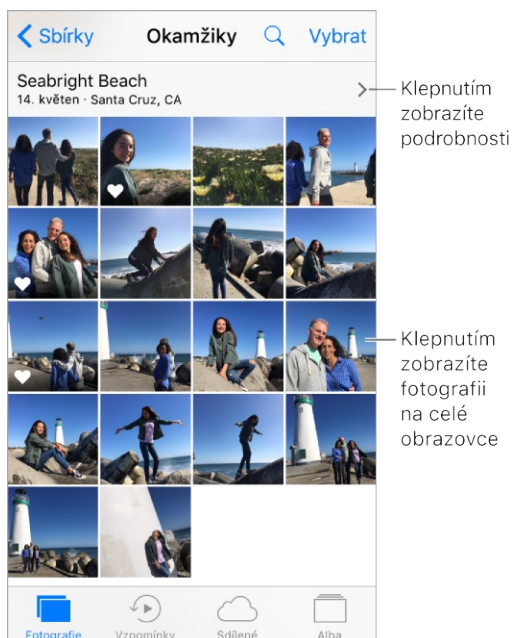 Sbírky
Okamžiky
Vybrat
Seabright Beach
14. květen · Santa Cruz, CA
Klepnutím
zobrazíte
podrobnosti
Klepnutím
zobrazíte
fotografii
na celé
obrazovce
Fotografie
Vzpomínky
Sdílené
Alba